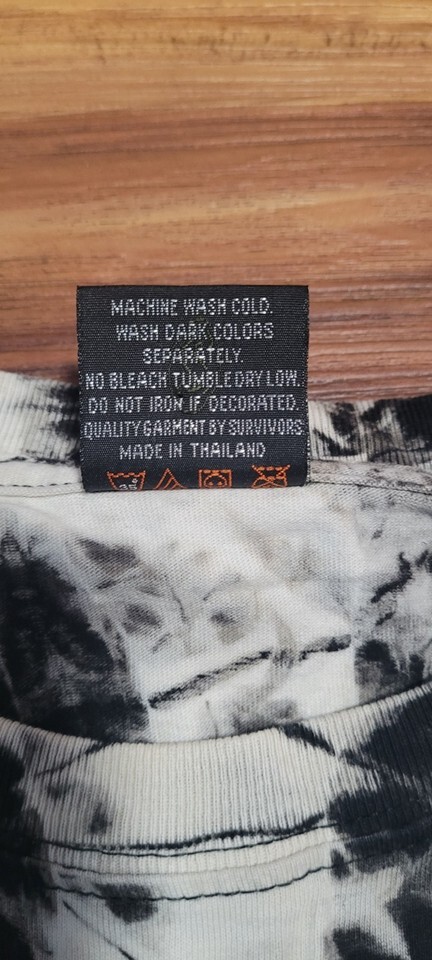 MACHINE WASH COLD.
WASH DARK COLORS
SEPARATELY.
NO BLEACH TUMBLE DRY LOW.
DO NOT IRON IF DECORATED.
QUALITY GARMENT BY SURVIVORS
MADE IN THAILAND
35°